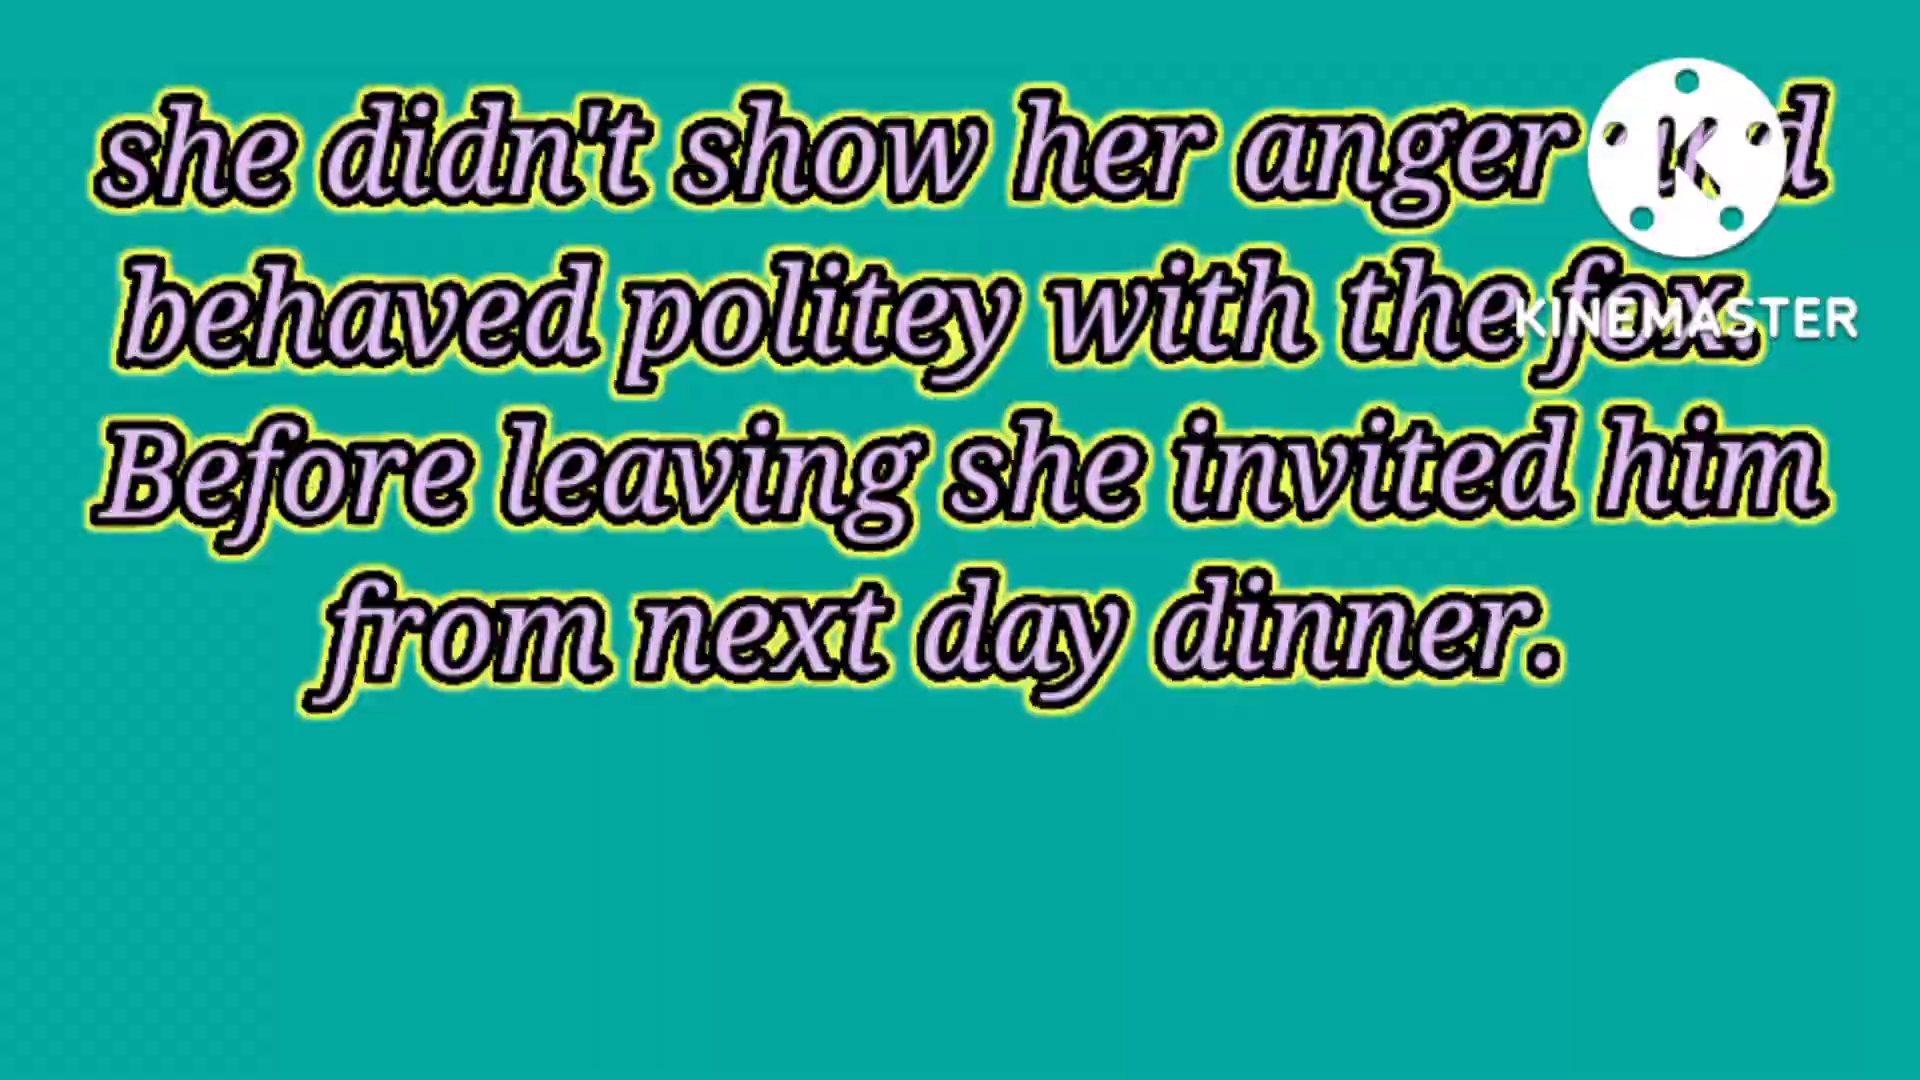 she didn't show her anger and
behaved politey with the fox.
Before leaving she invited him
from next day dinner.
K
KINEMASTER